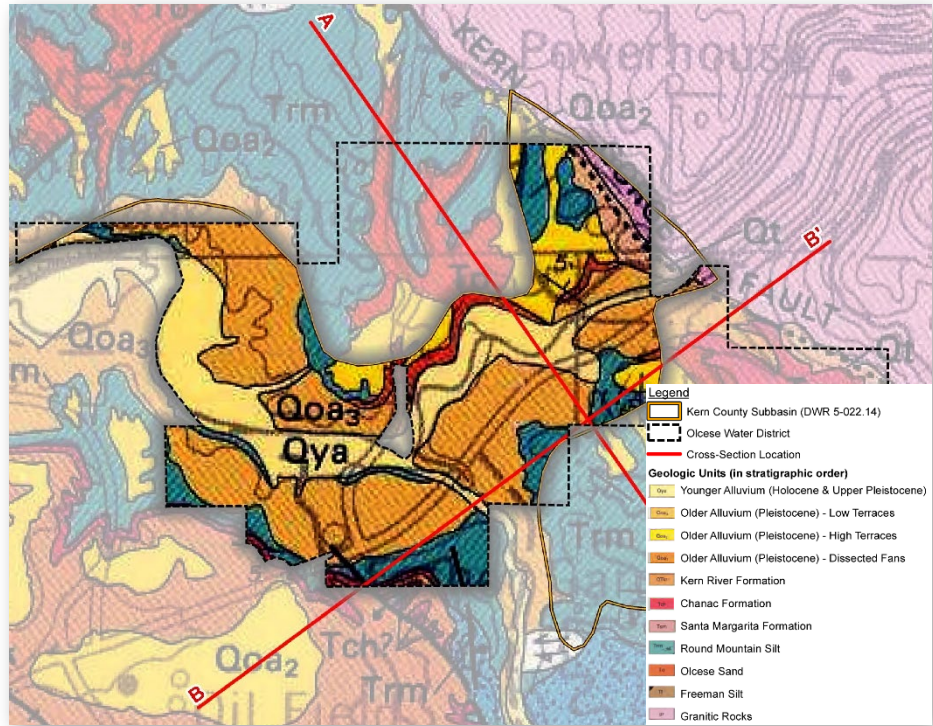 A
KERN
Powerhouse
Qoa2
Trm
Qoa2
Qt
B'
FAULT
Qoa3
Qoa3
Qya
Trm
Tch?
Qoa2
Trm
B
Legend
Kern County Subbasin (DWR 5-022.14)
Olcese Water District
Cross-Section Location
Geologic Units (in stratigraphic order)
Younger Alluvium (Holocene & Upper Pleistocene)
Older Alluvium (Pleistocene) - Low Terraces
Older Alluvium (Pleistocene) - High Terraces
Older Alluvium (Pleistocene) - Dissected Fans
Kern River Formation
Chanac Formation
Santa Margarita Formation
Round Mountain Silt
Olcese Sand
Freeman Silt
Granitic Rocks